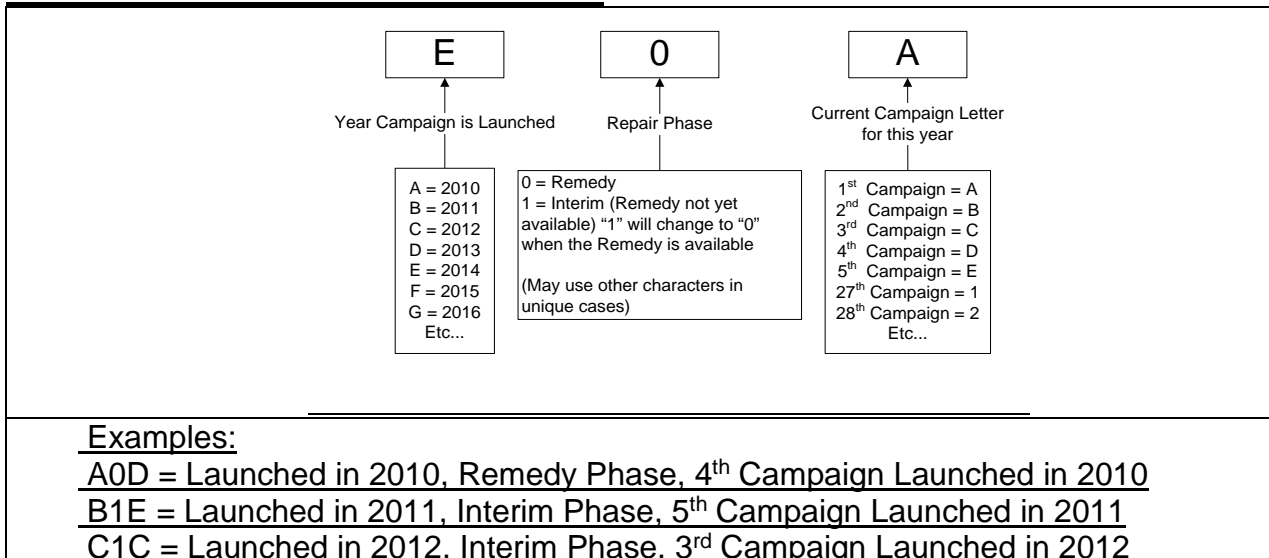 E 0 A
Year Campaign is Launched
Repair Phase
Current Campaign Letter
for this year
A = 2010
B = 2011
C = 2012
D = 2013
E = 2014
F = 2015
G = 2016
Etc...
0 = Remedy
1 = Interim (Remedy not yet
available) “1” will change to “0”
when the Remedy is available
(May use other characters in
unique cases)
1st Campaign = A
2nd Campaign = B
3rd Campaign = C
4th Campaign = D
5th Campaign = E
27th Campaign = 1
28th Campaign = 2
Etc...
Examples:
A0D = Launched in 2010, Remedy Phase, 4th Campaign Launched in 2010
B1E = Launched in 2011, Interim Phase, 5th Campaign Launched in 2011
C1C = Launched in 2012, Interim Phase, 3rd Campaign Launched in 2012